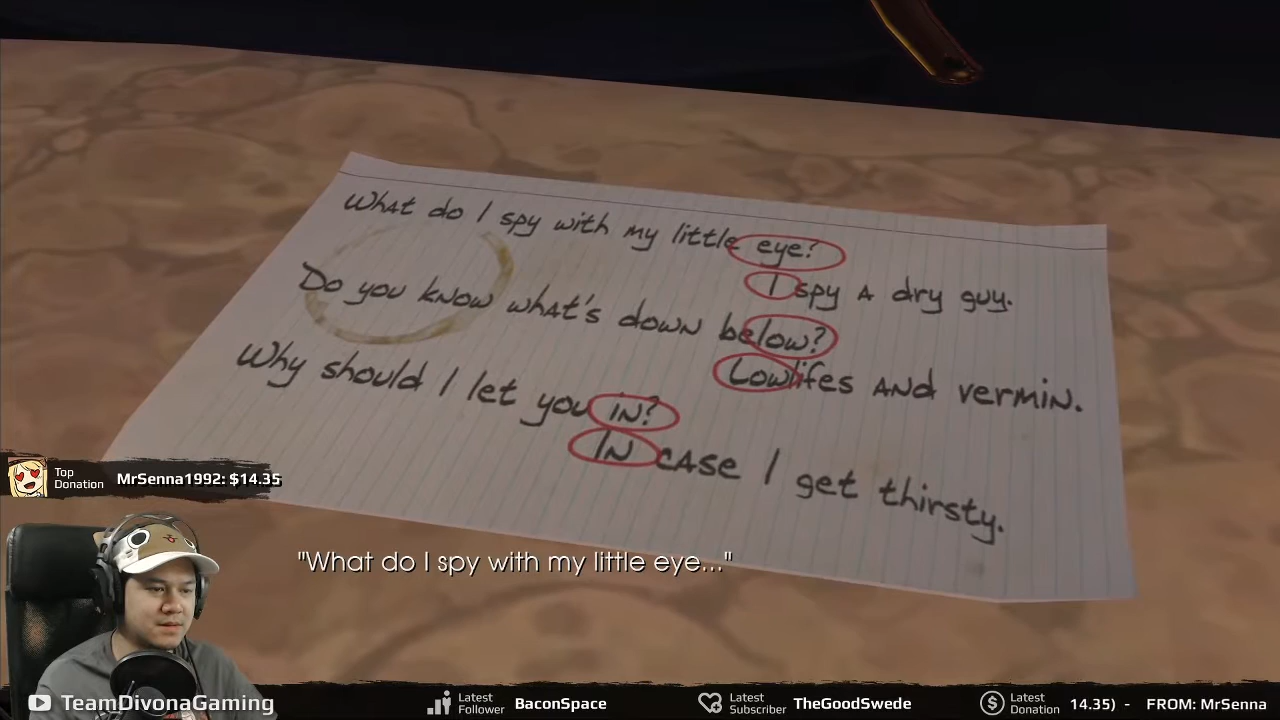 What do I spy with my little eye?
I spy a dry guy.
Do you know what's down below?
Lowlifes and vermin.
Why should I let you in?
In case I get thirsty.
Top
Donation
MrSenna1992: $14.35
"What do I spy with my little eye..."
TeamDivonaGaming
Latest
Follower
BaconSpace
Latest
Subscriber
TheGoodSwede
Latest
Donation
14.35) - FROM: MrSenna